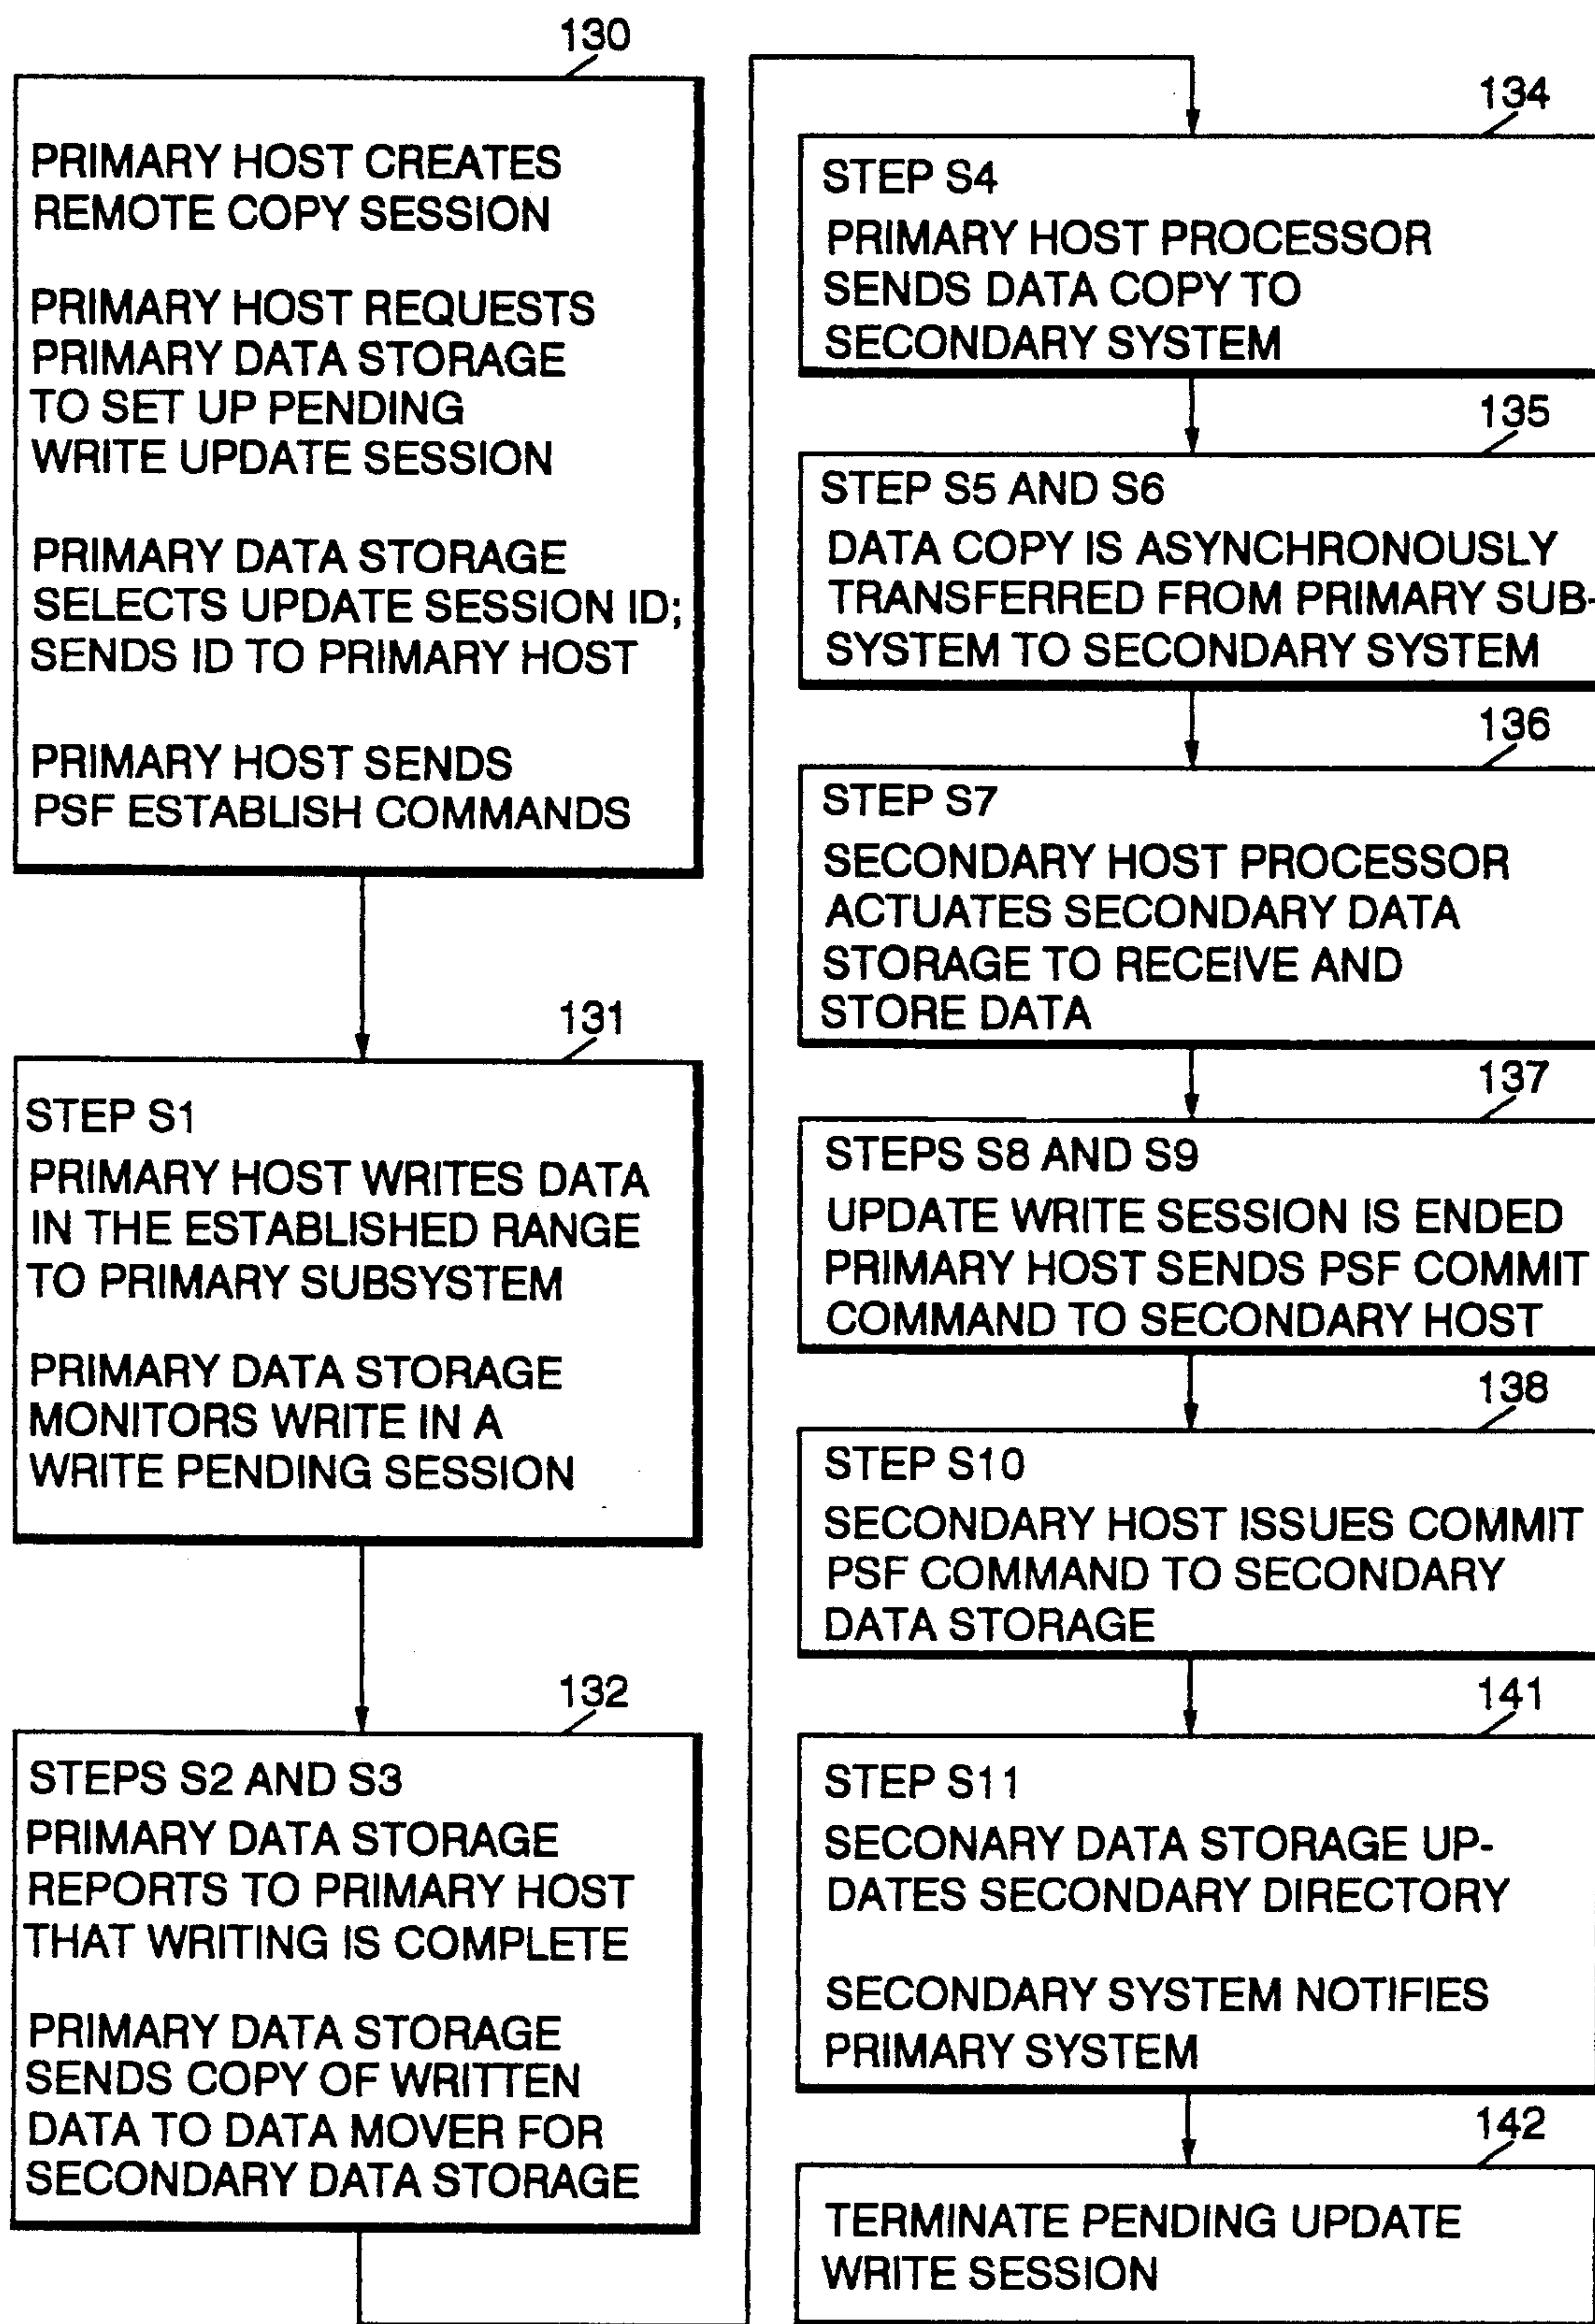 130
PRIMARY HOST CREATES
REMOTE COPY SESSION
PRIMARY HOST REQUESTS
PRIMARY DATA STORAGE
TO SET UP PENDING
WRITE UPDATE SESSION
PRIMARY DATA STORAGE
SELECTS UPDATE SESSION ID;
SENDS ID TO PRIMARY HOST
PRIMARY HOST SENDS
PSF ESTABLISH COMMANDS
131
STEP S1
PRIMARY HOST WRITES DATA
IN THE ESTABLISHED RANGE
TO PRIMARY SUBSYSTEM
PRIMARY DATA STORAGE
MONITORS WRITE IN A
WRITE PENDING SESSION
132
STEPS S2 AND S3
PRIMARY DATA STORAGE
REPORTS TO PRIMARY HOST
THAT WRITING IS COMPLETE
PRIMARY DATA STORAGE
SENDS COPY OF WRITTEN
DATA TO DATA MOVER FOR
SECONDARY DATA STORAGE
134
STEP S4
PRIMARY HOST PROCESSOR
SENDS DATA COPY TO
SECONDARY SYSTEM
135
STEP S5 AND S6
DATA COPY IS ASYNCHRONOUSLY
TRANSFERRED FROM PRIMARY SUB-
SYSTEM TO SECONDARY SYSTEM
136
STEP S7
SECONDARY HOST PROCESSOR
ACTUATES SECONDARY DATA
STORAGE TO RECEIVE AND
STORE DATA
137
STEPS S8 AND S9
UPDATE WRITE SESSION IS ENDED
PRIMARY HOST SENDS PSF COMMIT
COMMAND TO SECONDARY HOST
138
STEP S10
SECONDARY HOST ISSUES COMMIT
PSF COMMAND TO SECONDARY
DATA STORAGE
141
STEP S11
SECONARY DATA STORAGE UP-
DATES SECONDARY DIRECTORY
SECONDARY SYSTEM NOTIFIES
PRIMARY SYSTEM
142
TERMINATE PENDING UPDATE
WRITE SESSION